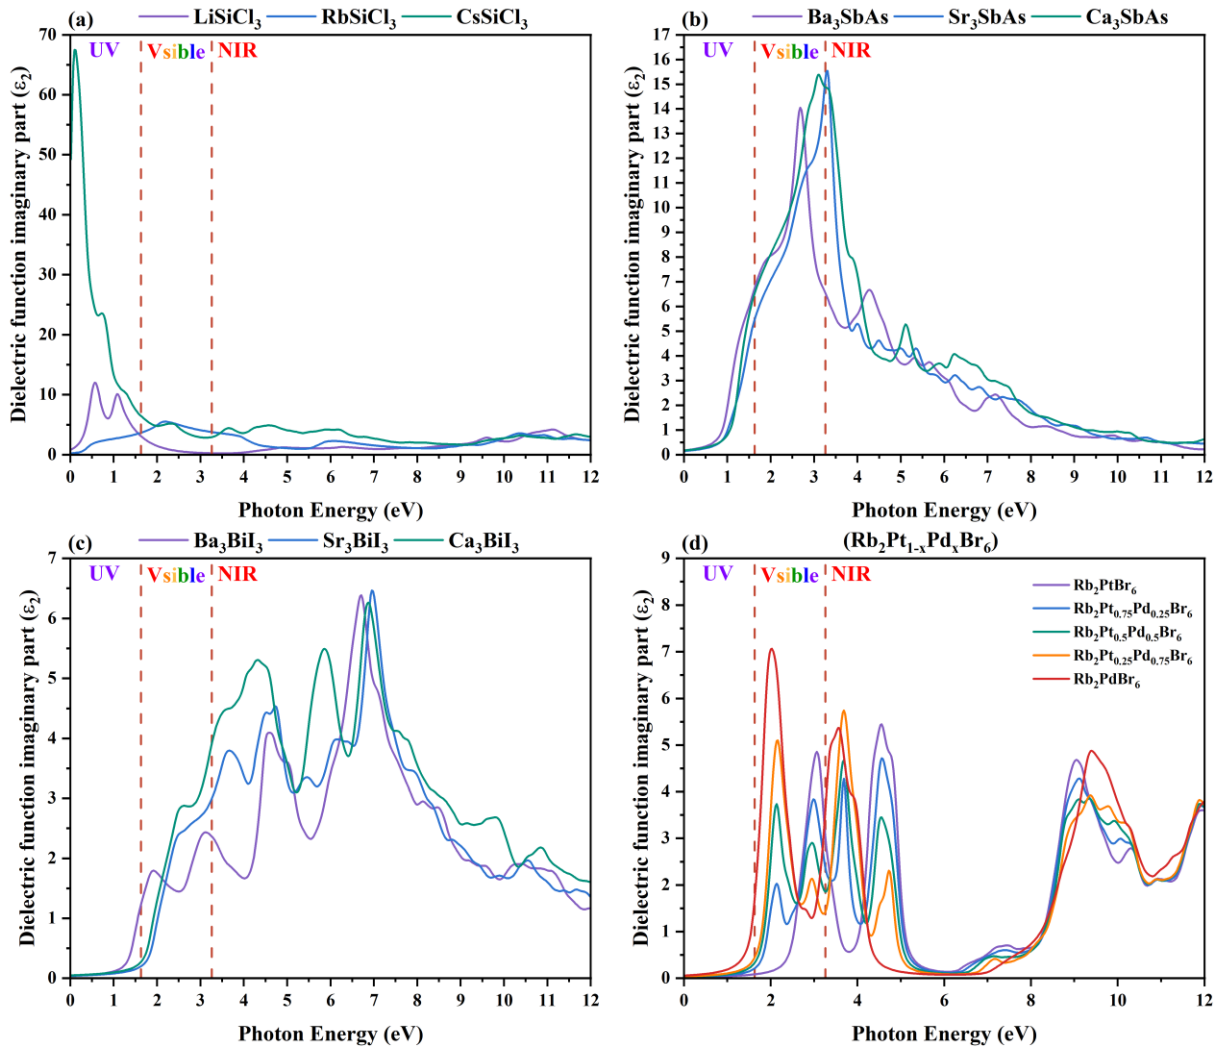 (a) LiSiCl₃ RbSiCl₃ CsSiCl₃
UV Vsible NIR
70
60
50
40
30
20
10
0
Dielectric function imaginary part (ε₂)
0 1 2 3 4 5 6 7 8 9 10 11 12
Photon Energy (eV)
(b) Ba₃SbAs Sr₃SbAs Ca₃SbAs
UV Vsible NIR
17
16
15
14
13
12
11
10
9
8
7
6
5
4
3
2
1
0
Dielectric function imaginary part (ε₂)
0 1 2 3 4 5 6 7 8 9 10 11 12
Photon Energy (eV)
(c) Ba₃BiI₃ Sr₃BiI₃ Ca₃BiI₃
UV Vsible NIR
7
6
5
4
3
2
1
0
Dielectric function imaginary part (ε₂)
0 1 2 3 4 5 6 7 8 9 10 11 12
Photon Energy (eV)
(d) (Rb₂Pt₁₋ₓPdₓBr₆)
UV Vsible NIR
Rb₂PtBr₆
Rb₂Pt₀.₇₅Pd₀.₂₅Br₆
Rb₂Pt₀.₅Pd₀.₅Br₆
Rb₂Pt₀.₂₅Pd₀.₇₅Br₆
Rb₂PdBr₆
9
8
7
6
5
4
3
2
1
0
Dielectric function imaginary part (ε₂)
0 1 2 3 4 5 6 7 8 9 10 11 12
Photon Energy (eV)